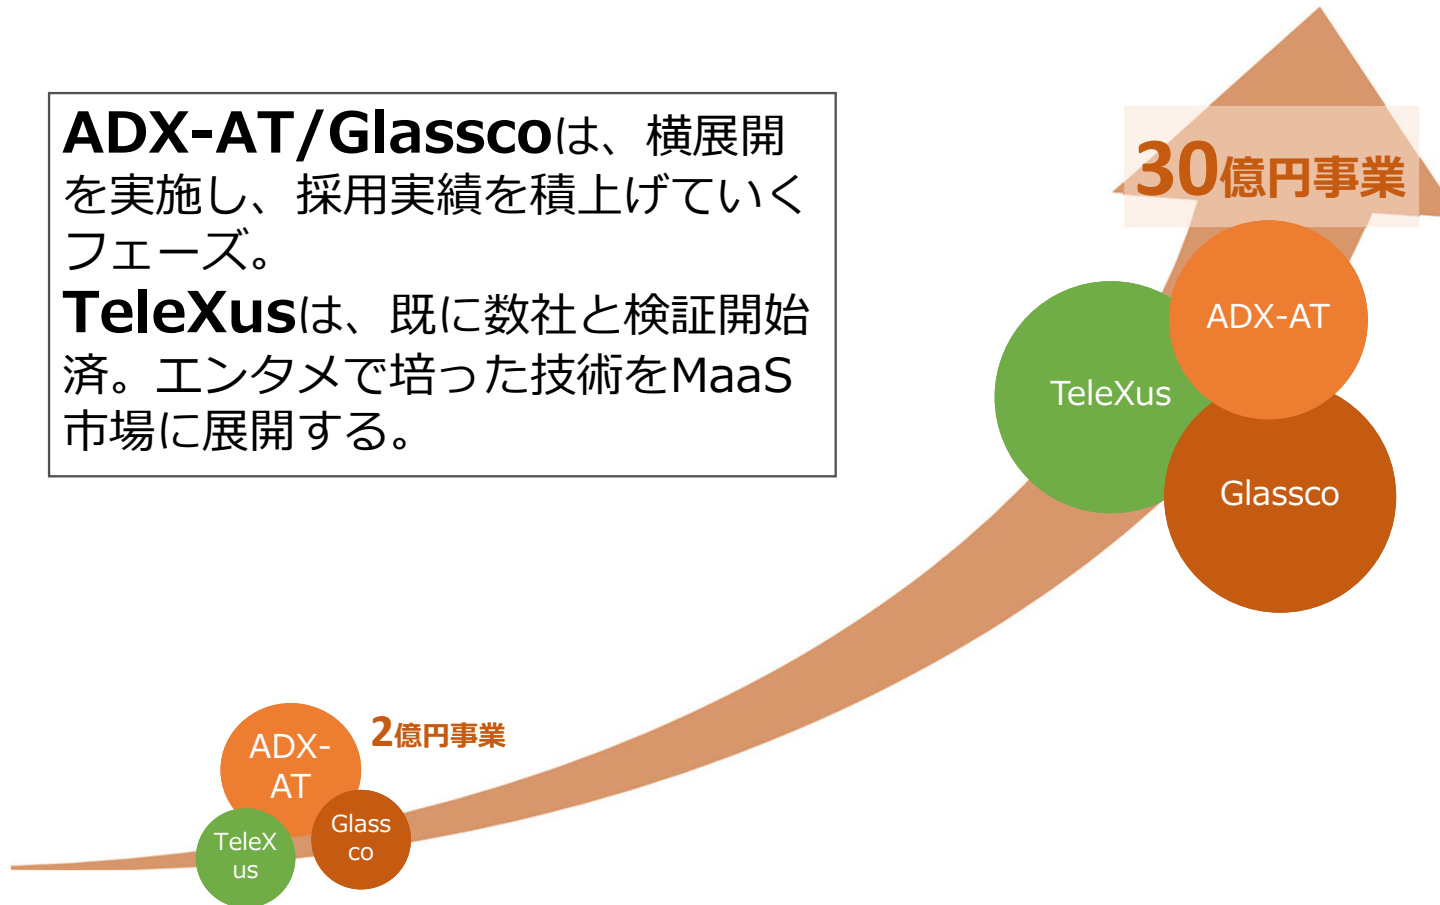 ADX-AT/Glasscoは、横展開
を実施し、採用実績を積上げていく
フェーズ。
TeleXusは、既に数社と検証開始
済。エンタメで培った技術をMaaS
市場に展開する。
30億円事業
ADX-AT
TeleXus
Glassco
2億円事業
ADX-
AT
Glass
co
TeleX
us